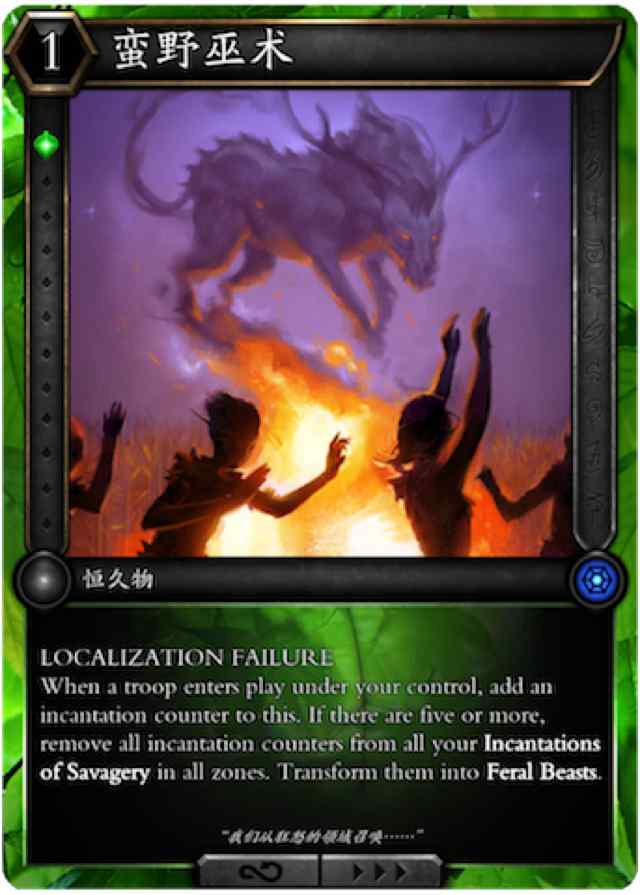 1
蛮野巫术
恒久物
LOCALIZATION FAILURE
When a troop enters play under your control, add an
incantation counter to this. If there are five or more,
remove all incantation counters from all your Incantations
of Savagery in all zones. Transform them into Feral Beasts.
“我们从狂怒的领域召唤……”